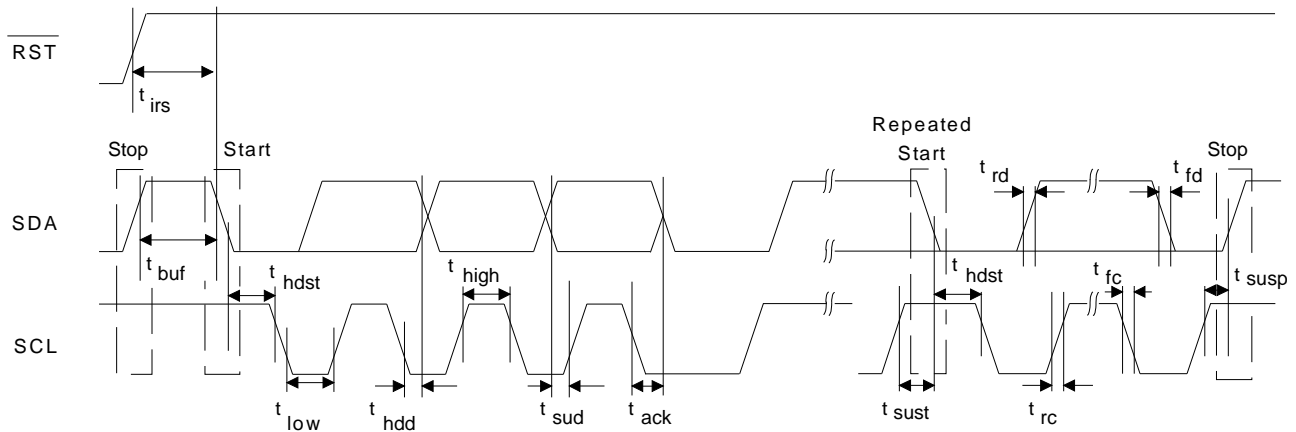 RST
t irs
Repeated
Stop
Start
Start
Stop
t rd
t fd
SDA
t buf
t hdst
t high
t hdst
t fc
t susp
SCL
t low
t hdd
t sud
t ack
t sust
t rc